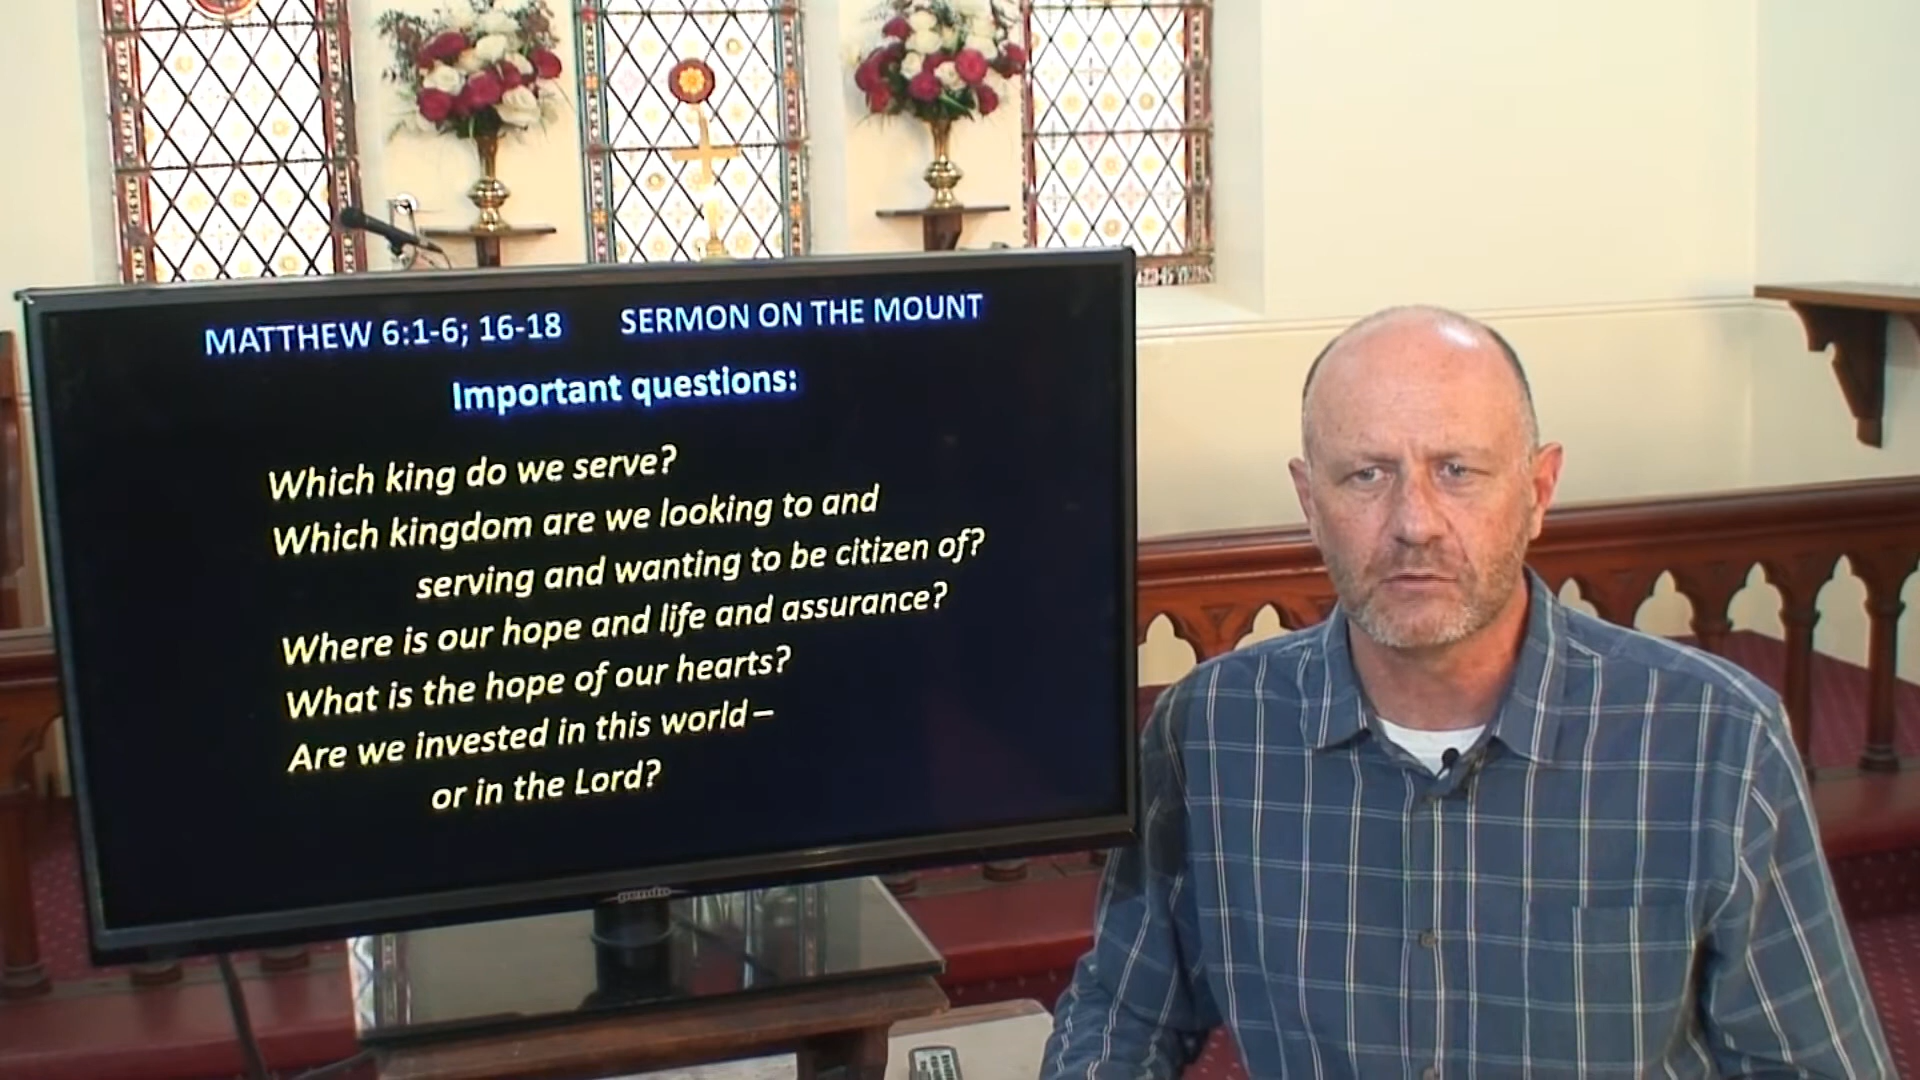 MATTHEW 6:1-6; 16-18 SERMON ON THE MOUNT
Important questions:
Which king do we serve?
Which kingdom are we looking to and
serving and wanting to be citizen of?
Where is our hope and life and assurance?
What is the hope of our hearts?
Are we invested in this world –
or in the Lord?